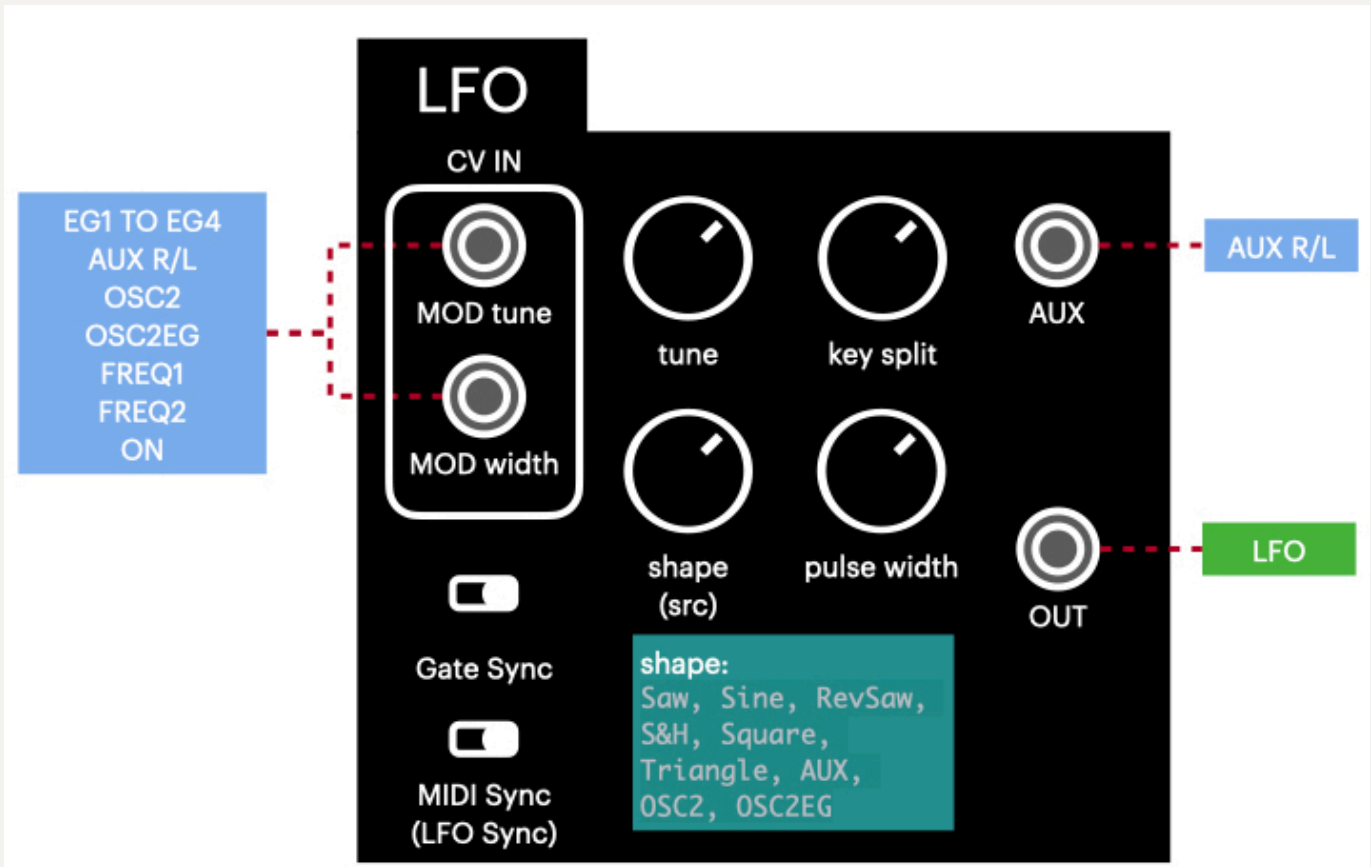 LFO
CV IN
EG1 TO EG4
AUX R/L
OSC2
OSC2EG
FREQ1
FREQ2
ON
MOD tune
MOD width
tune
key split
AUX
AUX R/L
shape
(src)
pulse width
OUT
LFO
Gate Sync
MIDI Sync
(LFO Sync)
shape:
Saw, Sine, RevSaw,
S&H, Square,
Triangle, AUX,
OSC2, OSC2EG